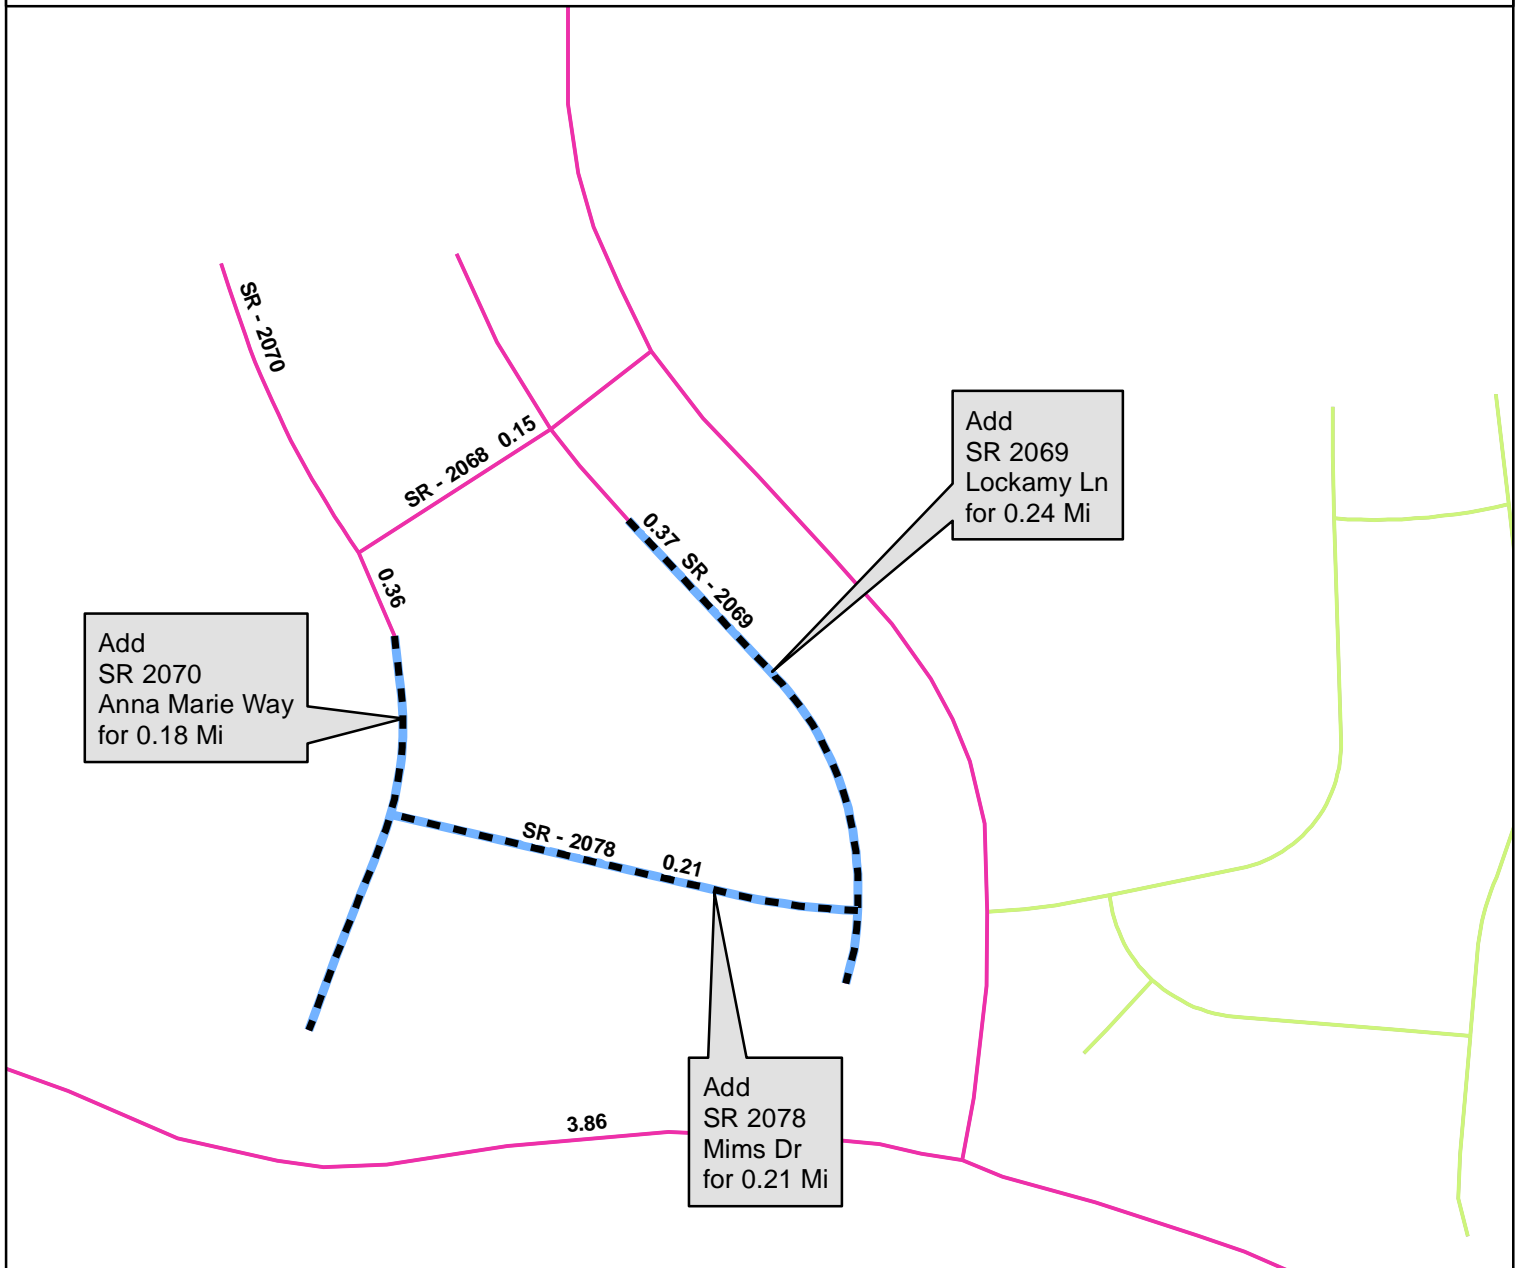 SR - 2070
SR - 2068 0.15
Add
SR 2069
Lockamy Ln
for 0.24 Mi
0.37 SR - 2069
0.36
Add
SR 2070
Anna Marie Way
for 0.18 Mi
SR - 2078 0.21
Add
SR 2078
Mims Dr
for 0.21 Mi
3.86